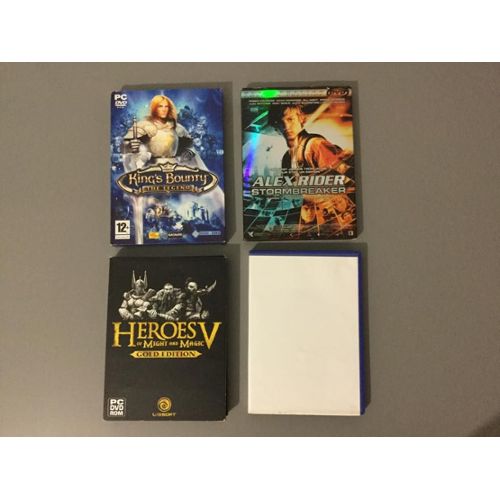 PC
DVD
King's Bounty
THE LEGEND
12+
DVD
ALEX RIDER
STORMBREAKER
HEROES V
OF MIGHT AND MAGIC
GOLD EDITION
PC
DVD
ROM
UBISOFT